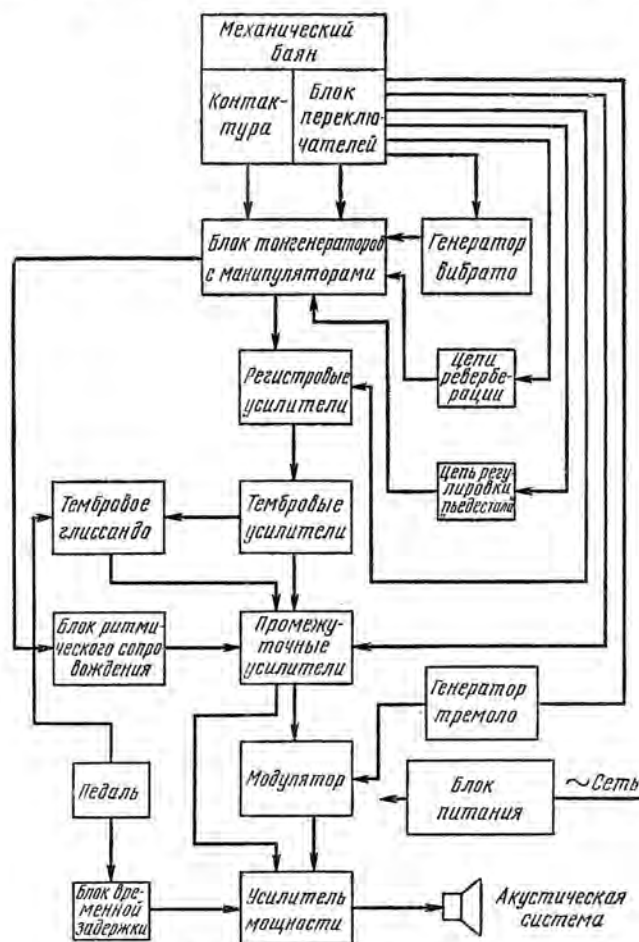 Механический
баян
Контак-
тура
Блок
переклю-
чателей
Блок тонгенераторов
с манипуляторами
Генератор
вибрато
Регистровые
усилители
Цепи
ревербе-
рации
Цепь регу-
лировки
"пьедестала"
Тембровое
глиссандо
Тембровые
усилители
Блок ритми-
ческого сопро-
вождения
Промежу-
точные
усилители
Генератор
тремоло
Педаль
Модулятор
Блок
питания
~Сеть
Блок вре-
менной
задержки
Усилитель
мощности
Акустическая
система